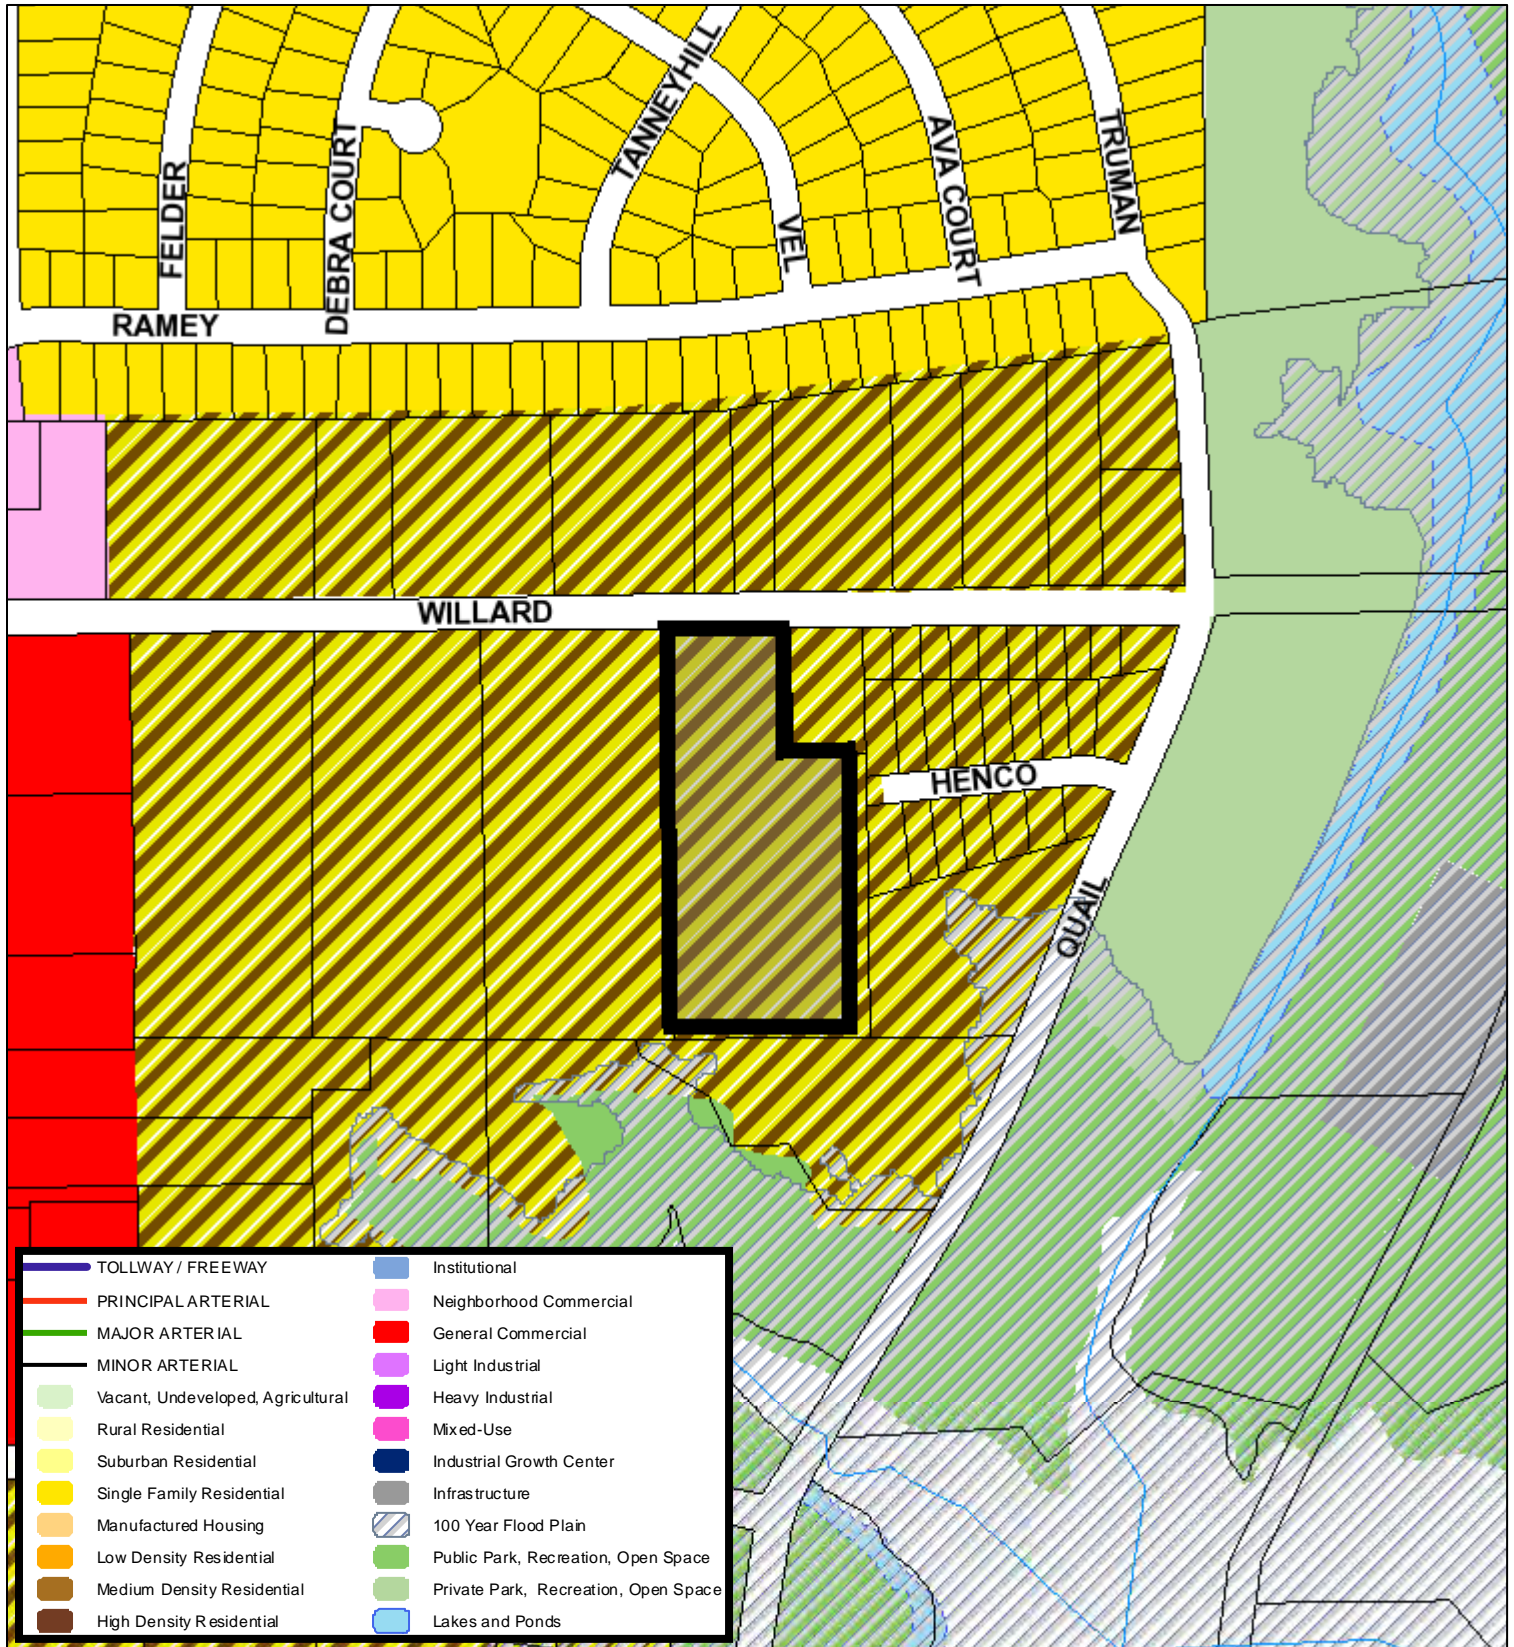 TANNEYHILL
FELDER
DEBRA COURT
AVA COURT
TRUMAN
VEL
RAMEY
WILLARD
HENCO
QUAIL
TOLLWAY / FREEWAY
PRINCIPAL ARTERIAL
MAJOR ARTERIAL
MINOR ARTERIAL
Vacant, Undeveloped, Agricultural
Rural Residential
Suburban Residential
Single Family Residential
Manufactured Housing
Low Density Residential
Medium Density Residential
High Density Residential
Institutional
Neighborhood Commercial
General Commercial
Light Industrial
Heavy Industrial
Mixed-Use
Industrial Growth Center
Infrastructure
100 Year Flood Plain
Public Park, Recreation, Open Space
Private Park, Recreation, Open Space
Lakes and Ponds